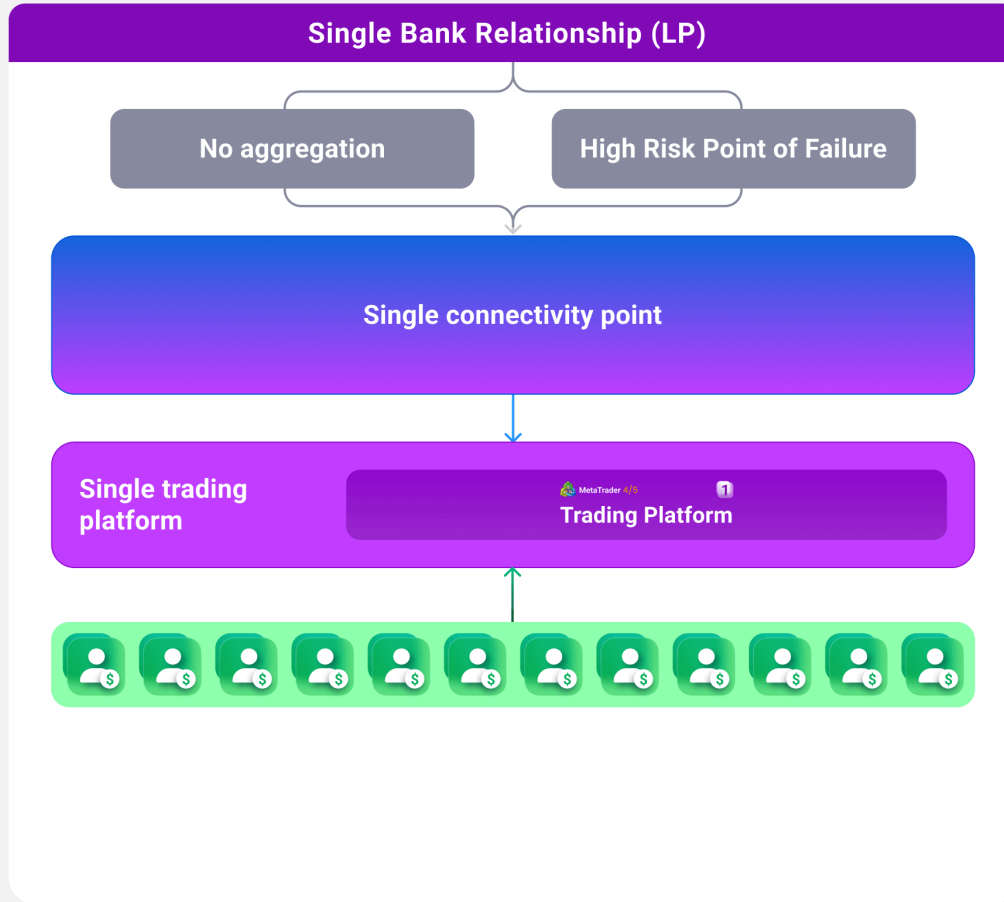 Single Bank Relationship (LP)
No aggregation
High Risk Point of Failure
Single connectivity point
Single trading
platform
MetaTrader 4/5
1
Trading Platform
$ $ $ $ $ $ $ $ $ $ $ $